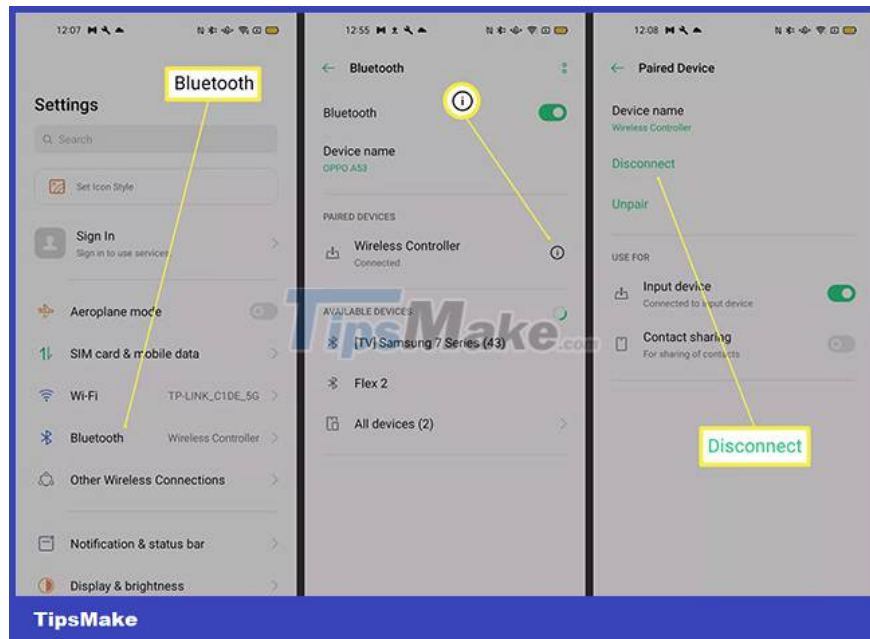 12:07
Bluetooth
Settings
Search
Set Icon Style
Sign In
Sign in to use services
Aeroplane mode
SIM card & mobile data
Wi-Fi TP-LINK_C1DE_5G
Bluetooth Wireless Controller
Other Wireless Connections
Notification & status bar
Display & brightness
12:55
Bluetooth
Bluetooth
Device name
OPPO A53
PAIRED DEVICES
Wireless Controller
Connected
AVAILABLE DEVICES
[TV] Samsung 7 Series (43)
Flex 2
All devices (2)
12:08
Paired Device
Device name
Wireless Controller
Disconnect
Unpair
USE FOR
Input device
Connected to input device
Contact sharing
For sharing of contacts
Disconnect
TipsMake.com
TipsMake